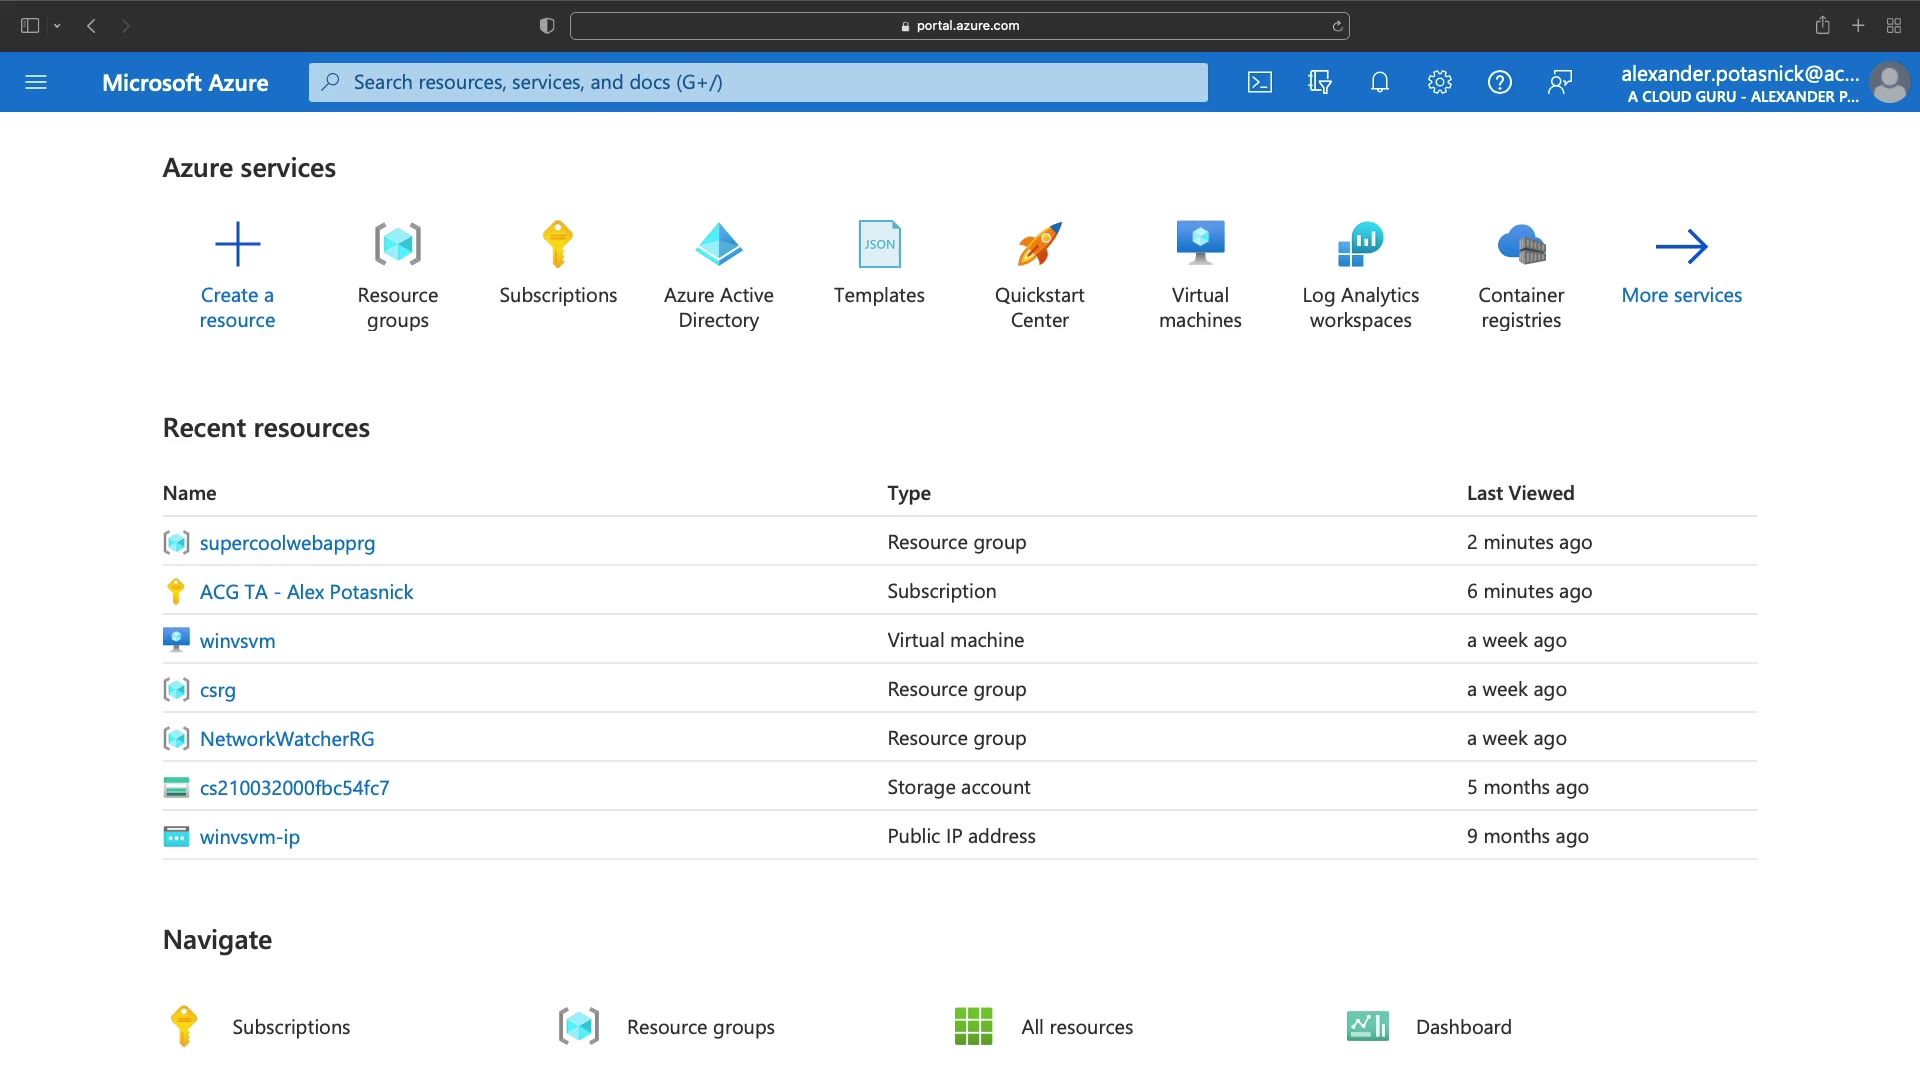 portal.azure.com
Microsoft Azure
Search resources, services, and docs (G+/)
alexander.potasnick@ac...
A CLOUD GURU - ALEXANDER P...
Azure services
Create a
resource
Resource
groups
Subscriptions
Azure Active
Directory
JSON
Templates
Quickstart
Center
Virtual
machines
Log Analytics
workspaces
Container
registries
More services
Recent resources
Name Type Last Viewed
supercoolwebapprg Resource group 2 minutes ago
ACG TA - Alex Potasnick Subscription 6 minutes ago
winvsvm Virtual machine a week ago
csrg Resource group a week ago
NetworkWatcherRG Resource group a week ago
cs210032000fbc54fc7 Storage account 5 months ago
winvsvm-ip Public IP address 9 months ago
Navigate
Subscriptions Resource groups All resources Dashboard